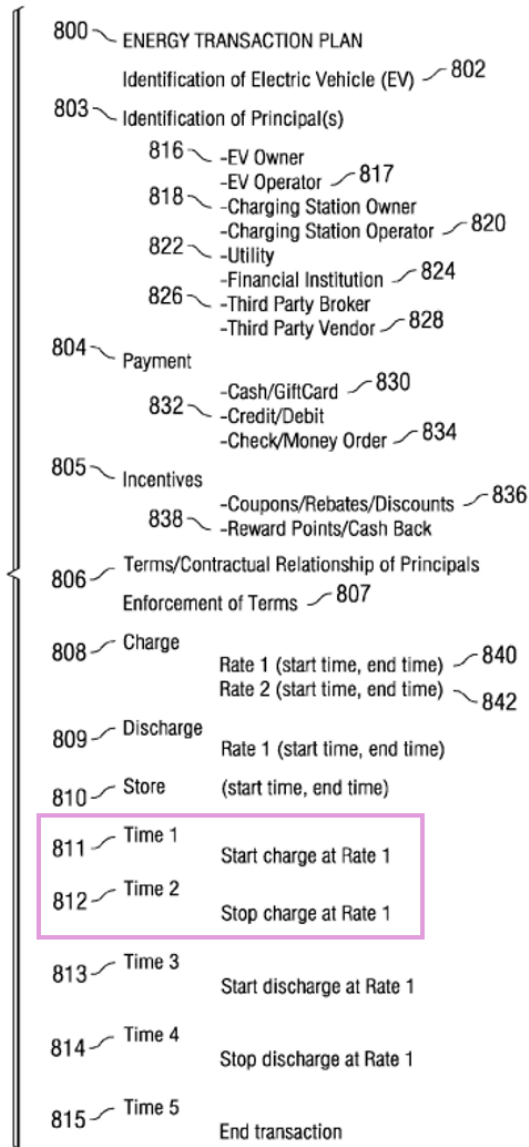 800 ENERGY TRANSACTION PLAN
Identification of Electric Vehicle (EV) 802
803 Identification of Principal(s)
816 -EV Owner
-EV Operator 817
818 -Charging Station Owner
-Charging Station Operator 820
822 -Utility
-Financial Institution 824
826 -Third Party Broker
-Third Party Vendor 828
804 Payment
-Cash/GiftCard 830
832 -Credit/Debit
-Check/Money Order 834
805 Incentives
-Coupons/Rebates/Discounts 836
838 -Reward Points/Cash Back
806 Terms/Contractual Relationship of Principals
Enforcement of Terms 807
808 Charge
Rate 1 (start time, end time) 840
Rate 2 (start time, end time) 842
809 Discharge
Rate 1 (start time, end time)
810 Store (start time, end time)
811 Time 1
Start charge at Rate 1
812 Time 2
Stop charge at Rate 1
813 Time 3
Start discharge at Rate 1
814 Time 4
Stop discharge at Rate 1
815 Time 5
End transaction